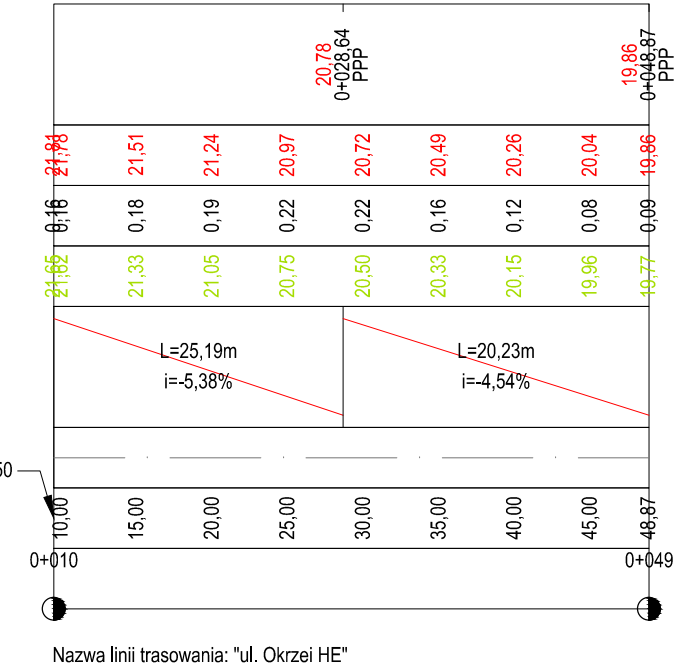 20,78
0+028,64
PPP
19,86
0+048,87
PPP
21,81 21,78 21,51 21,24 20,97 20,72 20,49 20,26 20,04 19,86
0,16 0,16 0,18 0,19 0,22 0,22 0,16 0,12 0,08 0,09
21,65 21,62 21,33 21,05 20,75 20,50 20,33 20,15 19,96 19,77
L=25,19m
i=-5,38%
L=20,23m
i=-4,54%
50
10,00 15,00 20,00 25,00 30,00 35,00 40,00 45,00 48,87
0+010 0+049
Nazwa linii trasowania: "ul. Okrzei HE"